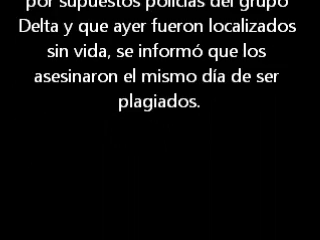 por supuestos policías del grupo
Delta y que ayer fueron localizados
sin vida, se informó que los
asesinaron el mismo día de ser
plagiados.